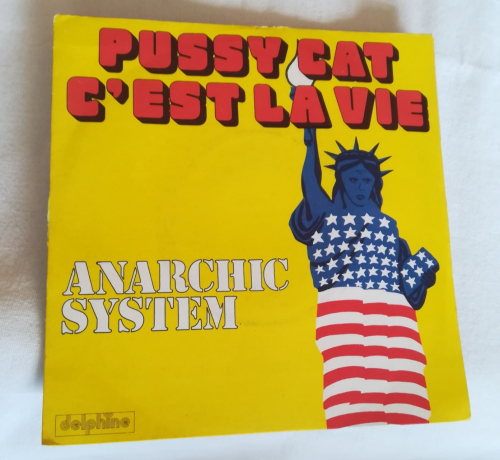 PUSSY CAT
C'EST LA VIE
ANARCHIC
SYSTEM
delphine